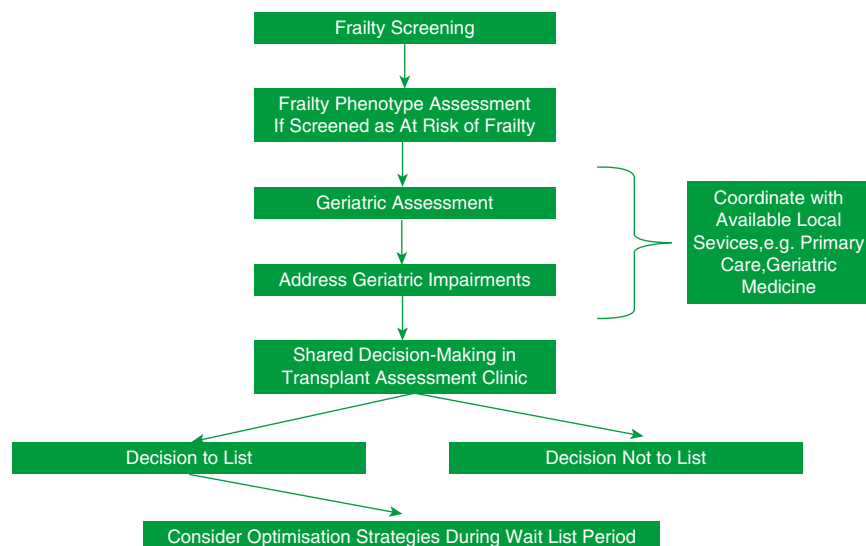 Frailty Screening
Frailty Phenotype Assessment
If Screened as At Risk of Frailty
Geriatric Assessment
Address Geriatric Impairments
Coordinate with
Available Local
Sevices,e.g. Primary
Care,Geriatric
Medicine
Shared Decision-Making in
Transplant Assessment Clinic
Decision to List
Decision Not to List
Consider Optimisation Strategies During Wait List Period